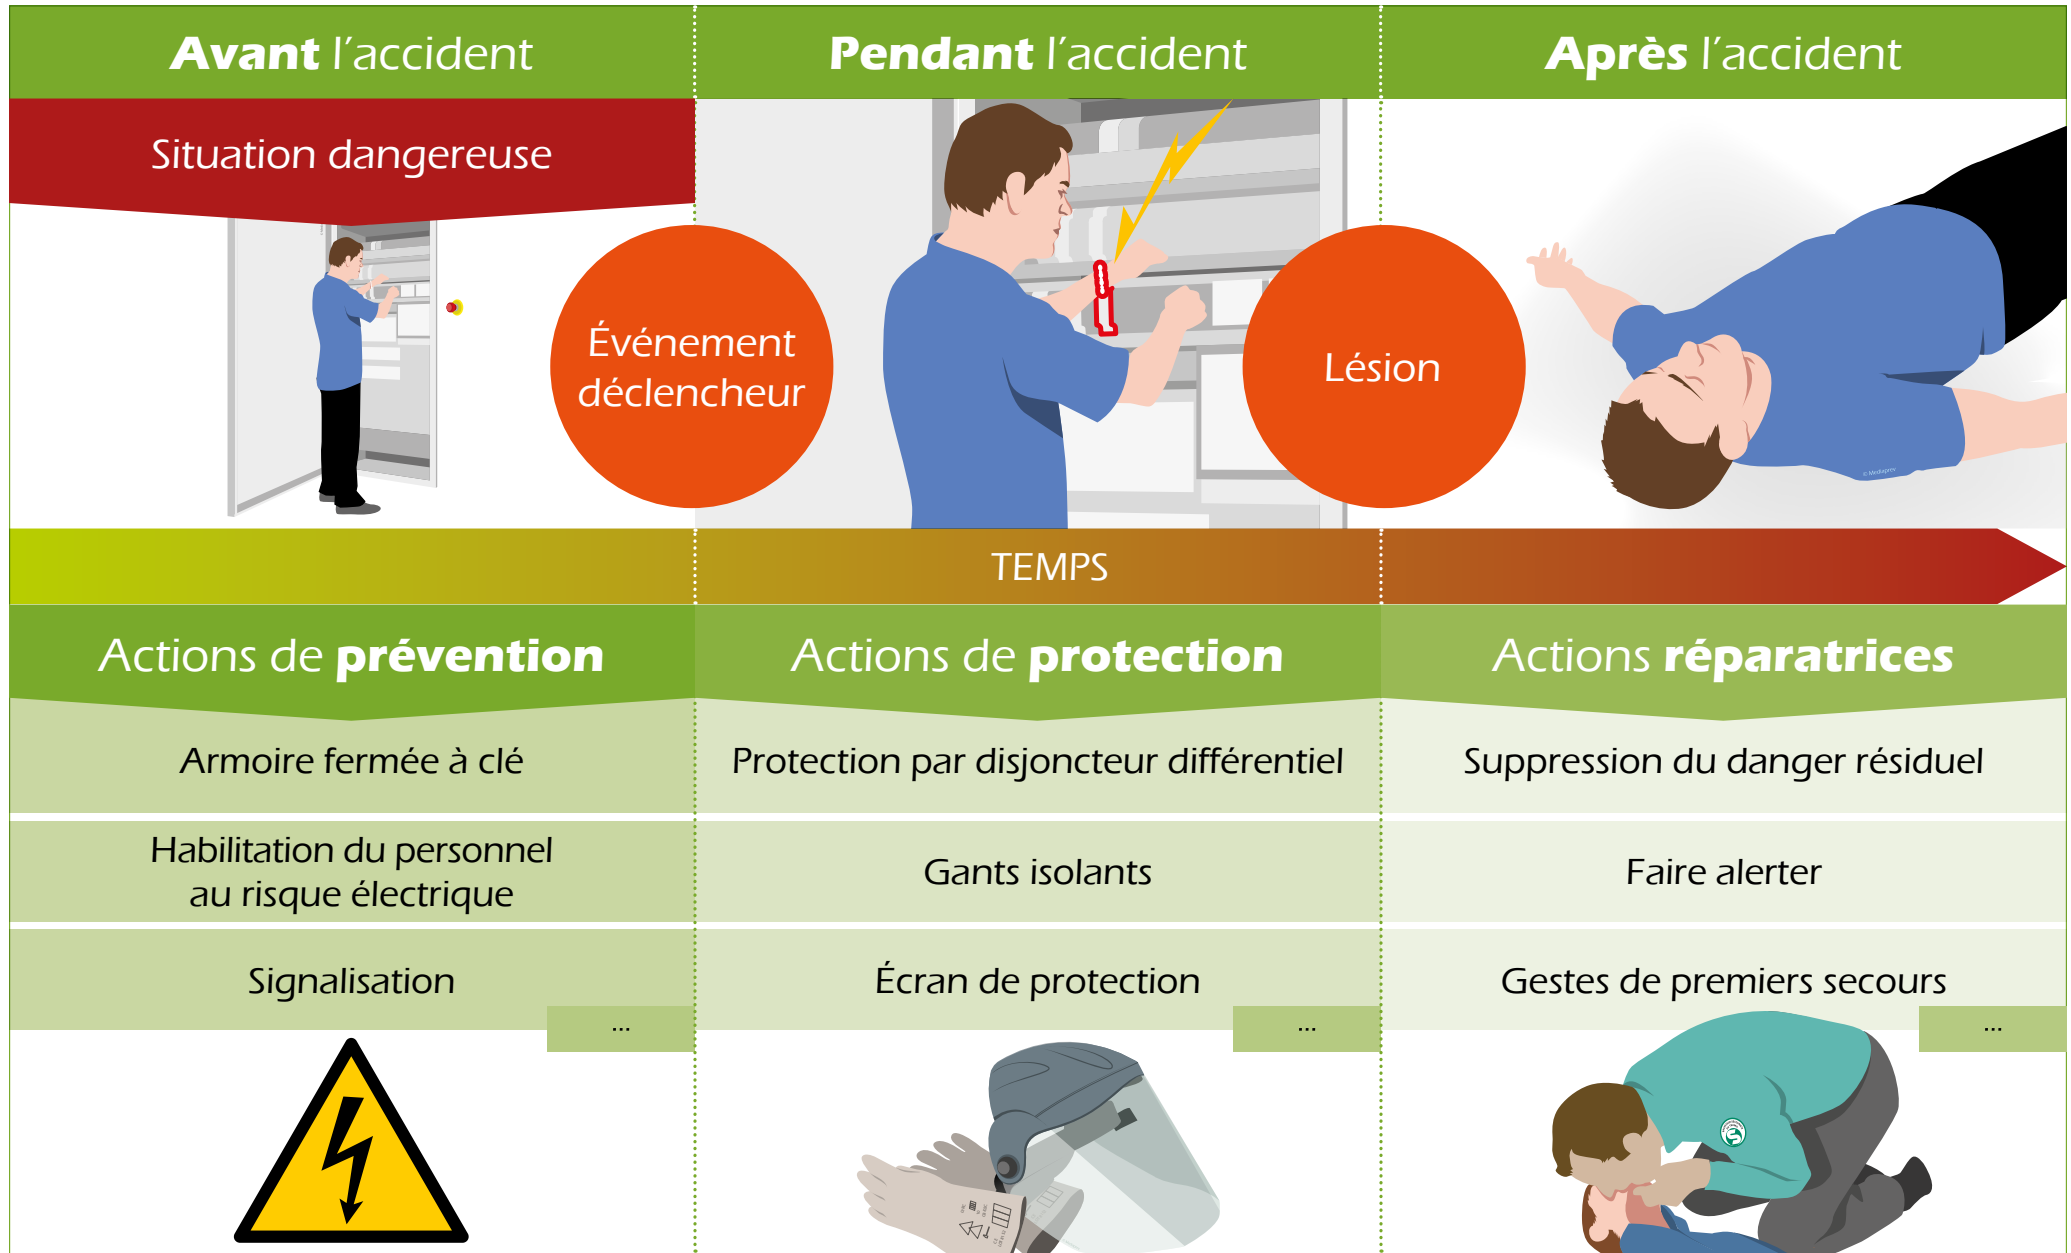 Avant l'accident
Pendant l'accident
Après l'accident
Situation dangereuse
Événement
déclencheur
Lésion
© Mediaprev
TEMPS
Actions de prévention
Actions de protection
Actions réparatrices
Armoire fermée à clé
Protection par disjoncteur différentiel
Suppression du danger résiduel
Habilitation du personnel
au risque électrique
Gants isolants
Faire alerter
Signalisation
Écran de protection
Gestes de premiers secours
...
...
...